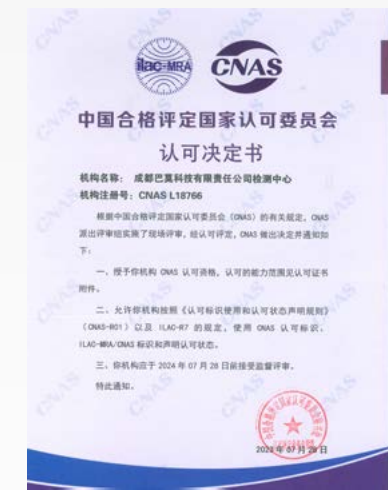 ilac-MRA
CNAS
中国合格评定国家认可委员会
认可决定书
机构名称：成都巴莫科技有限责任公司检测中心
机构注册号：CNAS L18766
根据中国合格评定国家认可委员会（CNAS）的有关规定，CNAS
派出评审组实施了现场评审。经认可评定，CNAS 做出决定并通知如
下：
一、授予你机构 CNAS 认可资格，认可的能力范围见认可证书
附件。
二、允许你机构按照《认可标识使用和认可状态声明规则》
（CNAS-R01）以及 ILAC-R7 的规定，使用 CNAS 认可标识、
ILAC-MRA/CNAS 标识和声明认可状态。
三、你机构应于 2024 年 07 月 28 日前接受监督评审。
特此通知。
2023 年 07 月 28 日